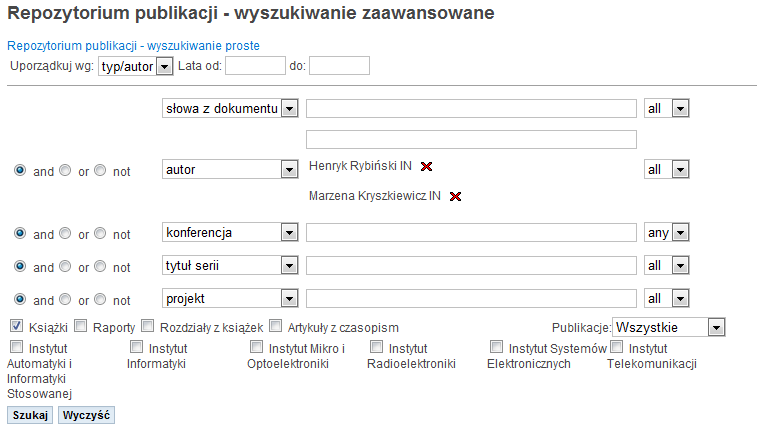 Repozytorium publikacji - wyszukiwanie zaawansowane
Repozytorium publikacji - wyszukiwanie proste
Uporządkuj wg: typ/autor Lata od: do:
słowa z dokumentu all
and or not autor Henryk Rybiński IN all
Marzena Kryszkiewicz IN
and or not konferencja any
and or not tytuł serii all
and or not projekt all
Książki Raporty Rozdziały z książek Artykuły z czasopism Publikacje: Wszystkie
Instytut Instytut Instytut Mikro i Instytut Instytut Systemów Instytut
Automatyki i Informatyki Optoelektroniki Radioelektroniki Elektronicznych Telekomunikacji
Informatyki
Stosowanej
Szukaj Wyczyść